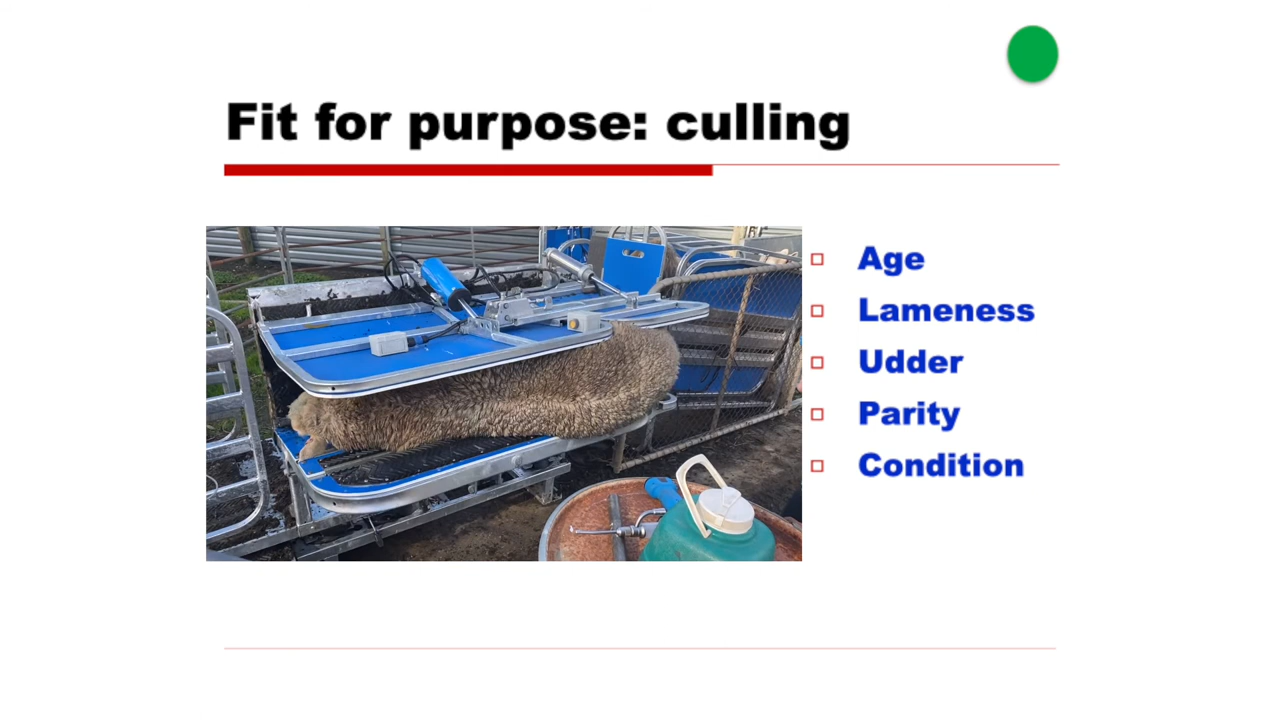 Fit for purpose: culling
Age
Lameness
Udder
Parity
Condition